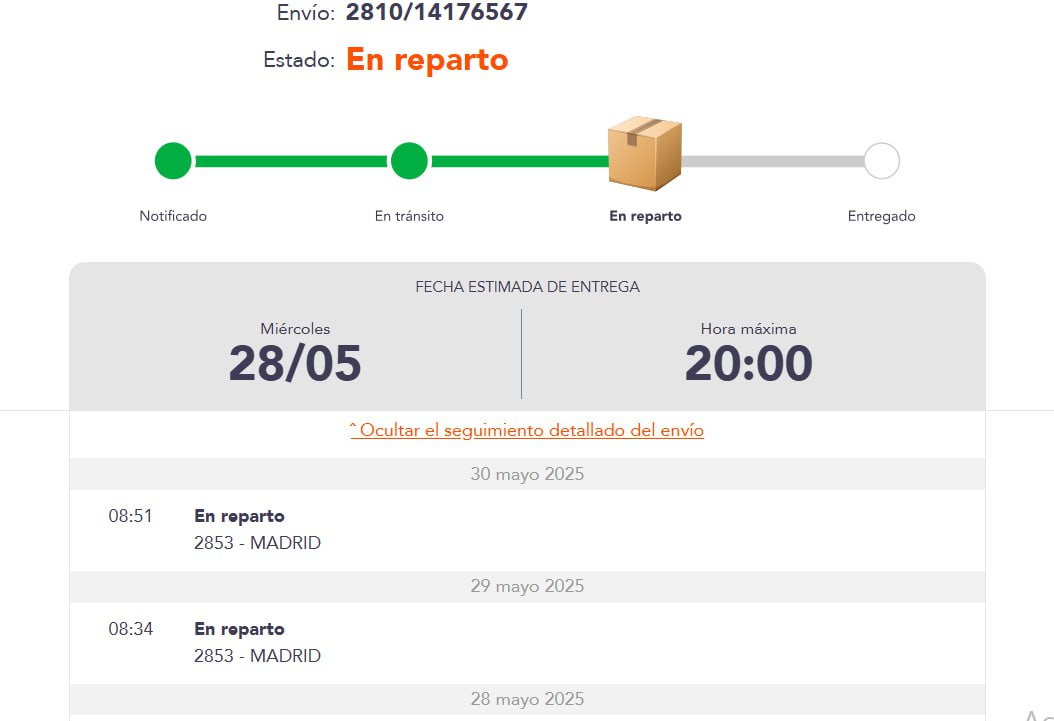 Envío: 2810/14176567
Estado: En reparto
Notificado En tránsito En reparto Entregado
FECHA ESTIMADA DE ENTREGA
Miércoles Hora máxima
28/05 20:00
^Ocultar el seguimiento detallado del envío
30 mayo 2025
08:51 En reparto
2853 - MADRID
29 mayo 2025
08:34 En reparto
2853 - MADRID
28 mayo 2025